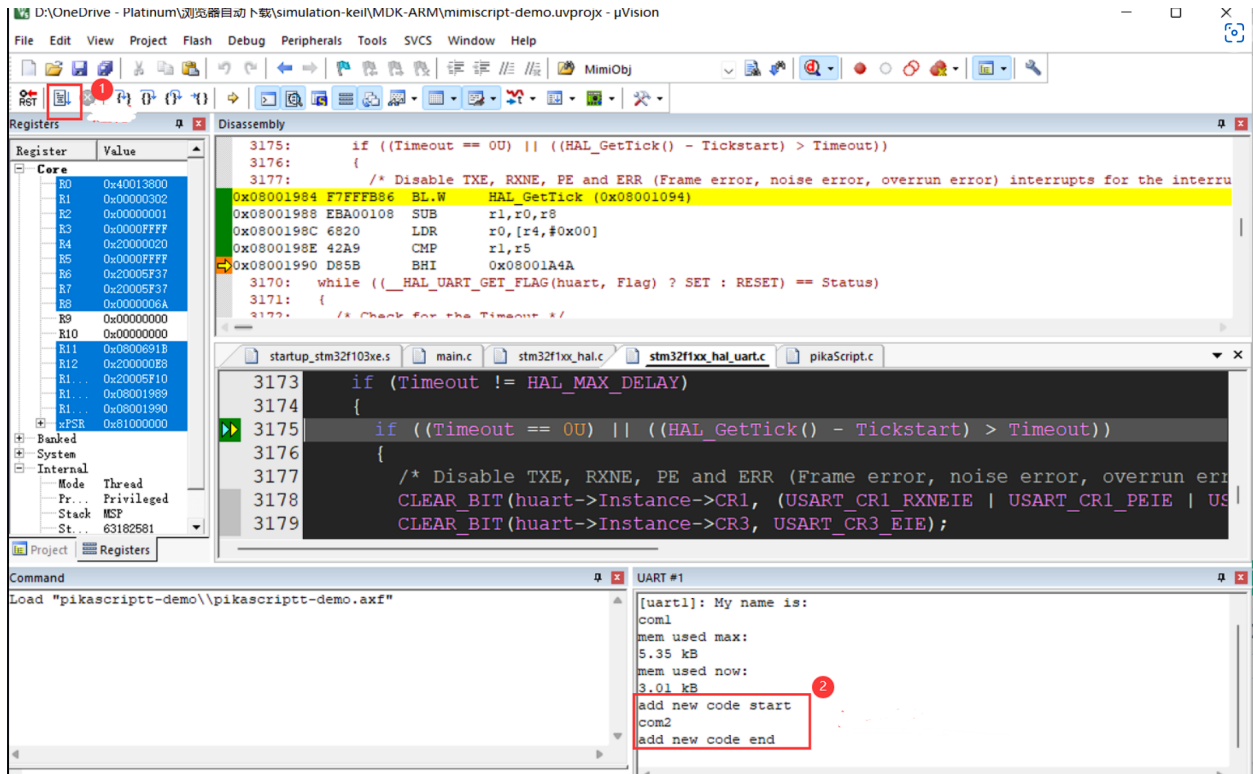 D:\OneDrive - Platinum\浏览器自动下载\simulation-keil\MDK-ARM\mimiscript-demo.uvprojx - µVision
File Edit View Project Flash Debug Peripherals Tools SVCS Window Help
MimiObj
RST
1
Registers
Register Value
Core
R0 0x40013800
R1 0x00000302
R2 0x00000001
R3 0x0000FFFF
R4 0x20000020
R5 0x0000FFFF
R6 0x20005F37
R7 0x20005F37
R8 0x0000006A
R9 0x00000000
R10 0x00000000
R11 0x0800691B
R12 0x200000E8
R1... 0x20005F10
R1... 0x08001989
R1... 0x08001990
xPSR 0x81000000
Banked
System
Internal
Mode Thread
Pr... Privileged
Stack MSP
St... 63182581
Project Registers
Disassembly
3175: if ((Timeout == 0U) || ((HAL_GetTick() - Tickstart) > Timeout))
3176: {
3177: /* Disable TXE, RXNE, PE and ERR (Frame error, noise error, overrun error) interrupts for the interru
0x08001984 F7FFFB86 BL.W HAL_GetTick (0x08001094)
0x08001988 EBA00108 SUB r1,r0,r8
0x0800198C 6820 LDR r0,[r4,#0x00]
0x0800198E 42A9 CMP r1,r5
0x08001990 D85B BHI 0x08001A4A
3170: while ((__HAL_UART_GET_FLAG(huart, Flag) ? SET : RESET) == Status)
3171: {
3172: /* Check for the Timeout */
startup_stm32f103xe.s main.c stm32f1xx_hal.c stm32f1xx_hal_uart.c pikaScript.c
3173 if (Timeout != HAL_MAX_DELAY)
3174 {
3175 if ((Timeout == 0U) || ((HAL_GetTick() - Tickstart) > Timeout))
3176 {
3177 /* Disable TXE, RXNE, PE and ERR (Frame error, noise error, overrun err
3178 CLEAR_BIT(huart->Instance->CR1, (USART_CR1_RXNEIE | USART_CR1_PEIE | US
3179 CLEAR_BIT(huart->Instance->CR3, USART_CR3_EIE);
Command
Load "pikascriptt-demo\\pikascriptt-demo.axf"
UART #1
[uart1]: My name is:
com1
mem used max:
5.35 kB
mem used now:
3.01 kB
2
add new code start
com2
add new code end